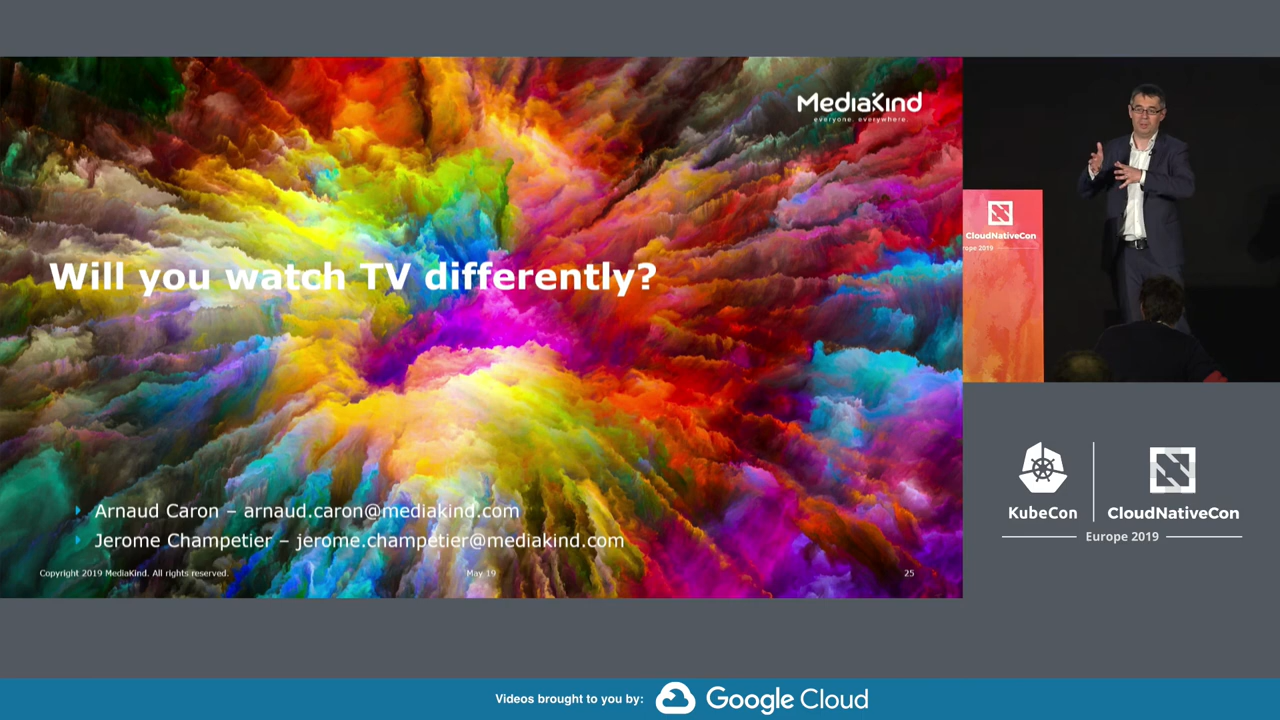 MediaKind
everyone. everywhere.
Will you watch TV differently?
Arnaud Caron – arnaud.caron@mediakind.com
Jerome Champetier – jerome.champetier@mediakind.com
Copyright 2019 MediaKind. All rights reserved.
May-19
25
CloudNativeCon
rope 2019
KubeCon
CloudNativeCon
Europe 2019
Videos brought to you by:
Google Cloud